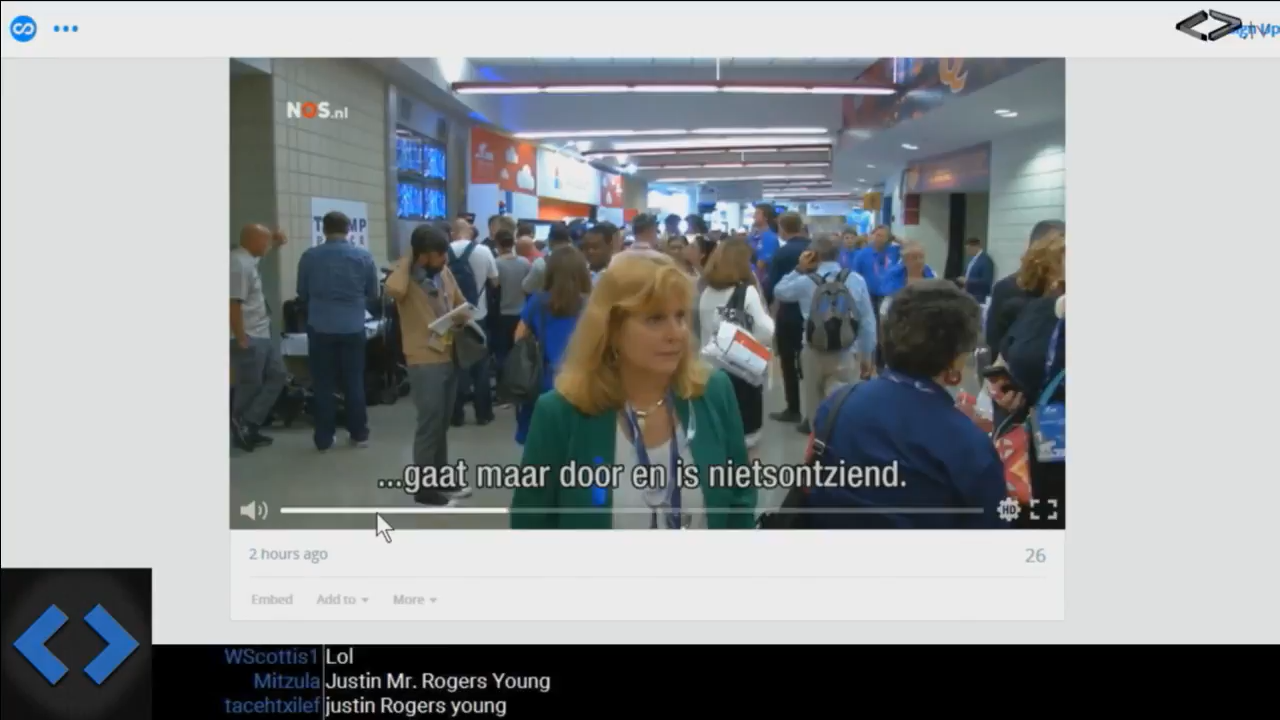 NOS.nl
TRUMP
...gaat maar door en is nietsontziend.
HD
2 hours ago
26
Embed
Add to
More
WScottis1 Lol
Mitzula Justin Mr. Rogers Young
tacehtxilef justin Rogers young